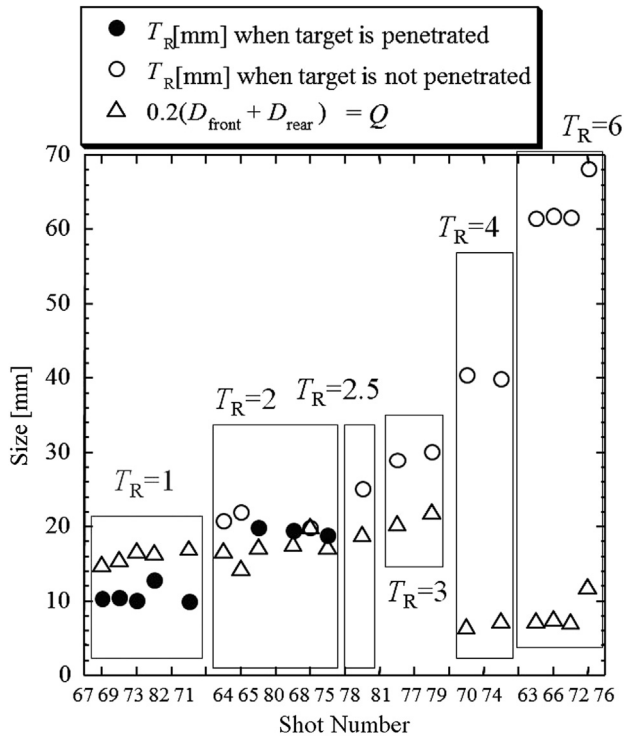 T_R[mm] when target is penetrated
T_R[mm] when target is not penetrated
0.2(D_front + D_rear) = Q
T_R=6
70
T_R=4
60
50
40
T_R=2
T_R=2.5
30
T_R=1
20
T_R=3
10
0
Size [mm]
67 69 73 82 71 64 65 80 68 75 78 81 77 79 70 74 63 66 72 76
Shot Number